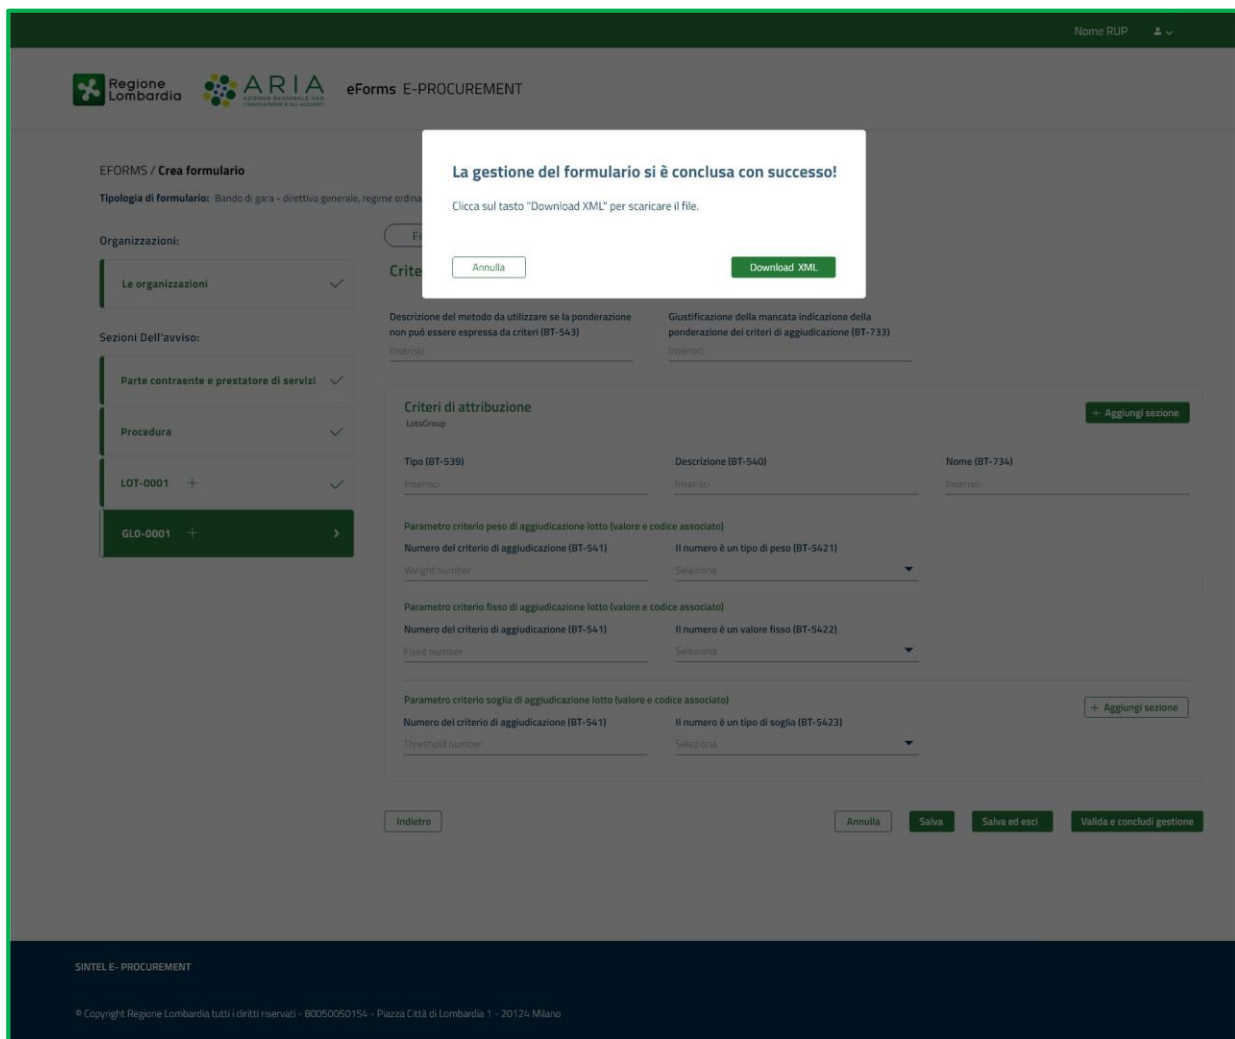 Nome RUP
Regione
Lombardia
ARIA
AZIENDA REGIONALE PER
L'INNOVAZIONE E GLI ACQUISTI
eForms E-PROCUREMENT
EFORMS / Crea formulario
Tipologia di formulario: Bando di gara - direttiva generale, regime ordina
La gestione del formulario si è conclusa con successo!
Clicca sul tasto "Download XML" per scaricare il file.
Annulla
Download XML
Organizzazioni:
Le organizzazioni
Sezioni Dell'avviso:
Parte contraente e prestatore di servizi
Procedura
LOT-0001 +
GLO-0001 +
Crite
Descrizione del metodo da utilizzare se la ponderazione
non può essere espressa da criteri (BT-543)
Inserisci
Giustificazione della mancata indicazione della
ponderazione dei criteri di aggiudicazione (BT-733)
Inserisci
Criteri di attribuzione
LotsGroup
+ Aggiungi sezione
Tipo (BT-539)
Inserisci
Descrizione (BT-540)
Inserisci
Nome (BT-734)
Inserisci
Parametro criterio peso di aggiudicazione lotto (valore e codice associato)
Numero del criterio di aggiudicazione (BT-541)
Weight number
Il numero è un tipo di peso (BT-5421)
Seleziona
Parametro criterio fisso di aggiudicazione lotto (valore e codice associato)
Numero del criterio di aggiudicazione (BT-541)
Fixed number
Il numero è un valore fisso (BT-5422)
Seleziona
Parametro criterio soglia di aggiudicazione lotto (valore e codice associato)
+ Aggiungi sezione
Numero del criterio di aggiudicazione (BT-541)
Threshold number
Il numero è un tipo di soglia (BT-5423)
Seleziona
Indietro
Annulla
Salva
Salva ed esci
Valida e concludi gestione
SINTEL E- PROCUREMENT
© Copyright Regione Lombardia tutti i diritti riservati - 80050050154 - Piazza Città di Lombardia 1 - 20124 Milano